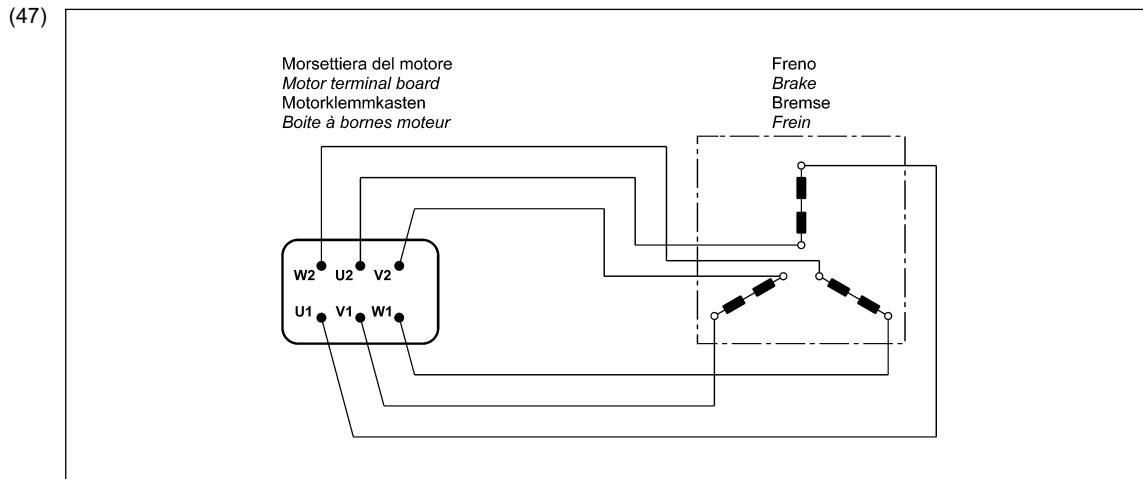 (47)
Morsettiera del motore
Motor terminal board
Motorklemmkasten
Boite à bornes moteur
Freno
Brake
Bremse
Frein
W2 U2 V2
U1 V1 W1